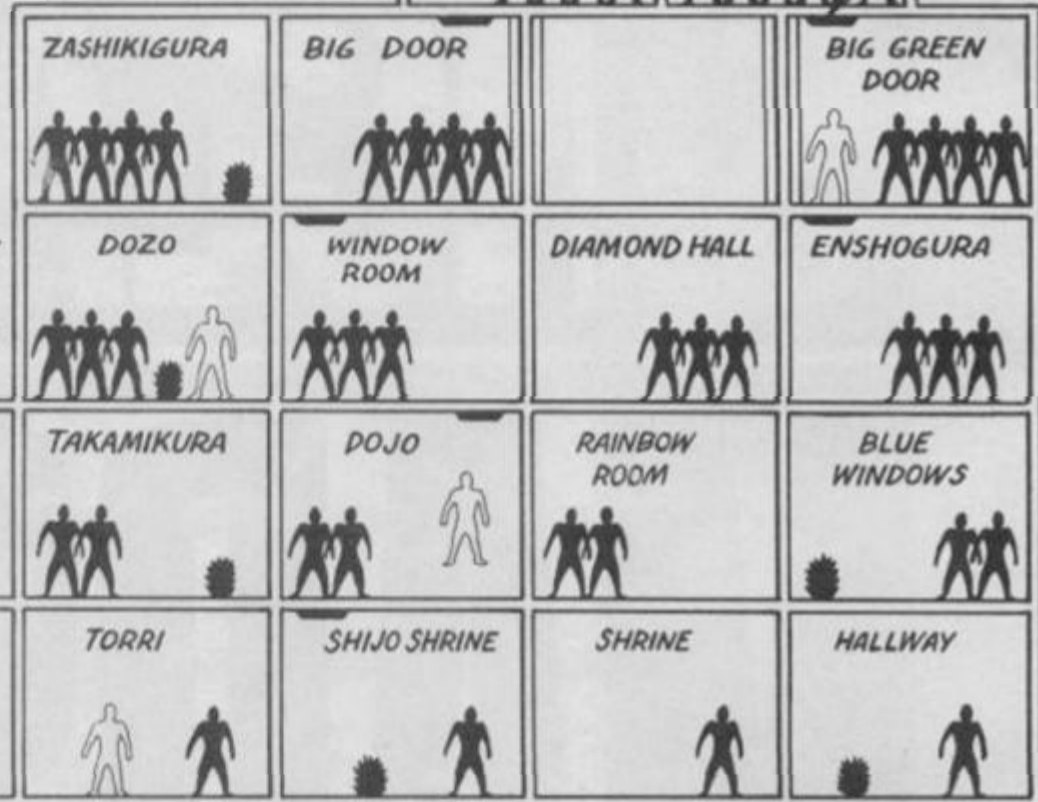 ZASHIKIGURA
BIG DOOR
BIG GREEN
DOOR
DOZO
WINDOW
ROOM
DIAMOND HALL
ENSHOGURA
TAKAMIKURA
DOJO
RAINBOW
ROOM
BLUE
WINDOWS
TORRI
SHIJO SHRINE
SHRINE
HALLWAY